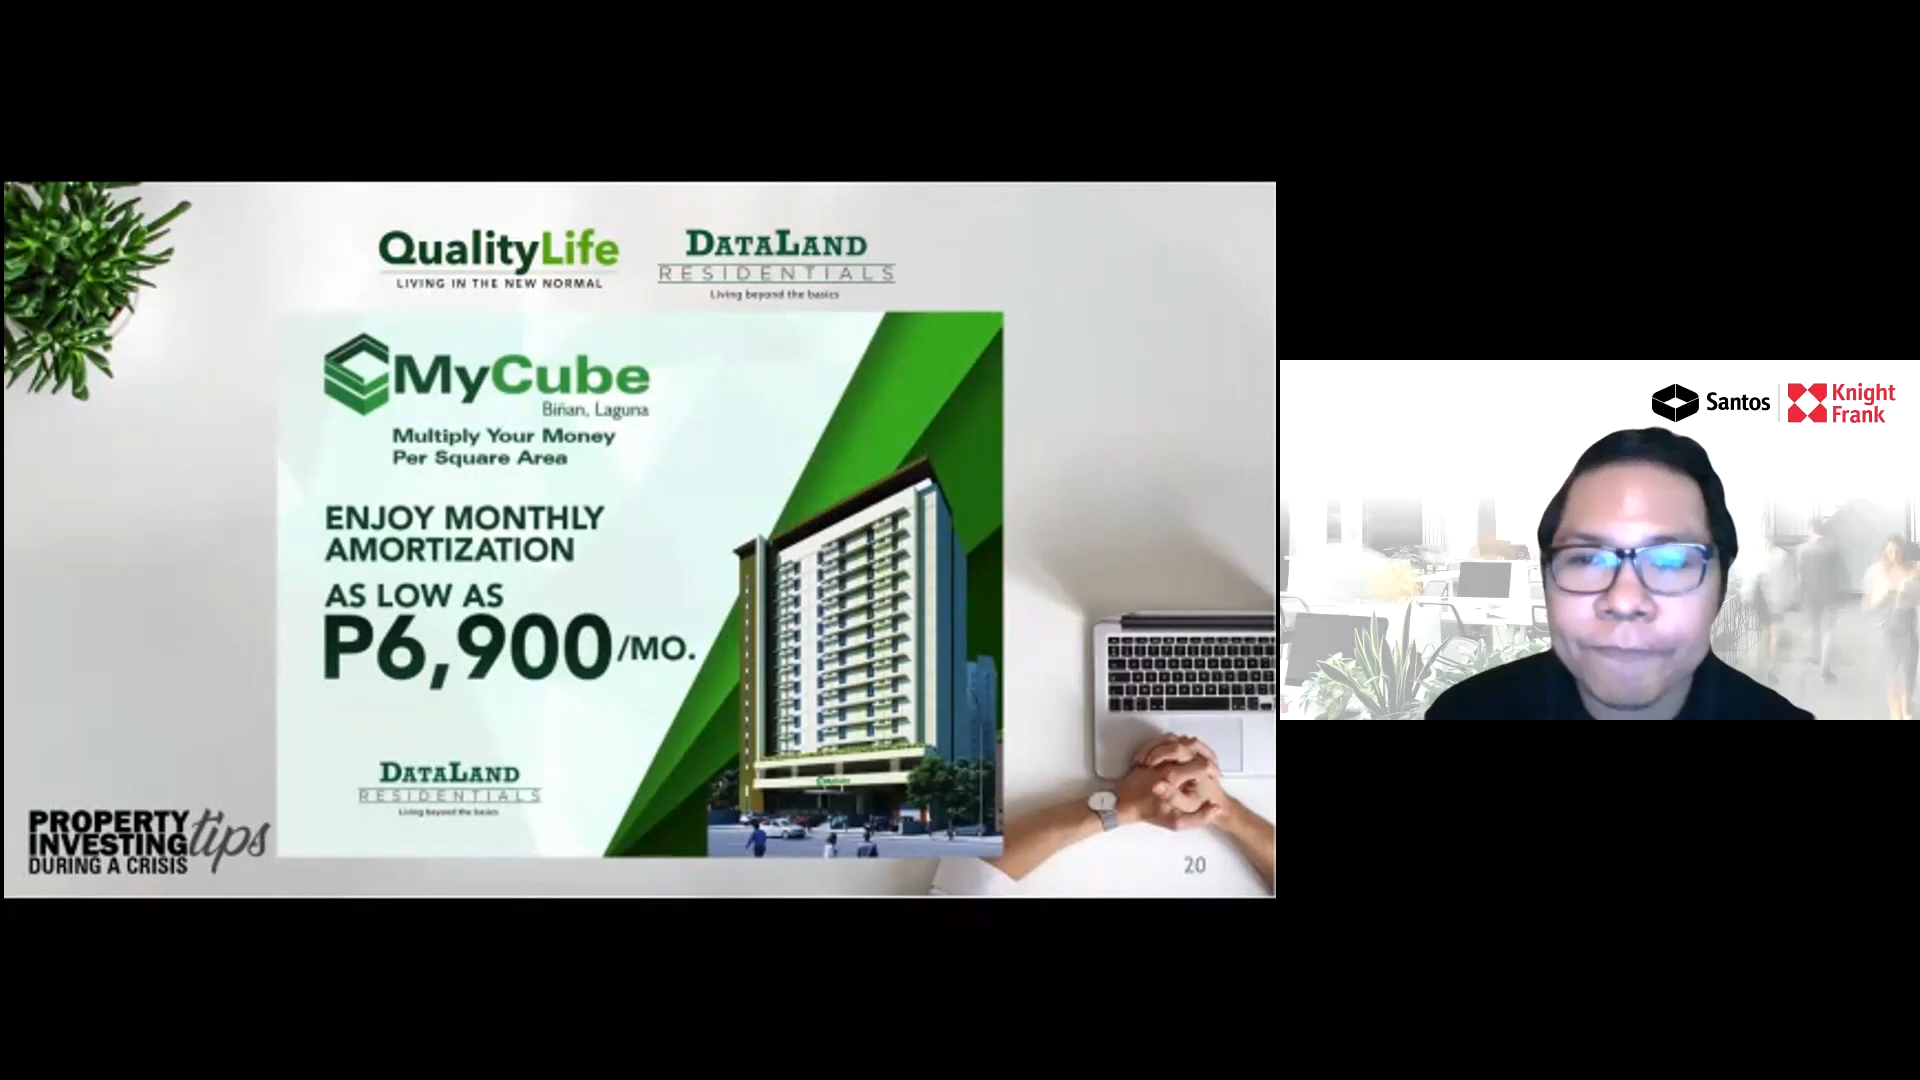 QualityLife
LIVING IN THE NEW NORMAL
DATALAND
RESIDENTIALS
Living beyond the basics
MyCube
Biñan, Laguna
Multiply Your Money
Per Square Area
ENJOY MONTHLY
AMORTIZATION
AS LOW AS
P6,900/MO.
DATALAND
RESIDENTIALS
Living beyond the basics
MyCube
PROPERTY
INVESTING tips
DURING A CRISIS
20
Santos
Knight
Frank